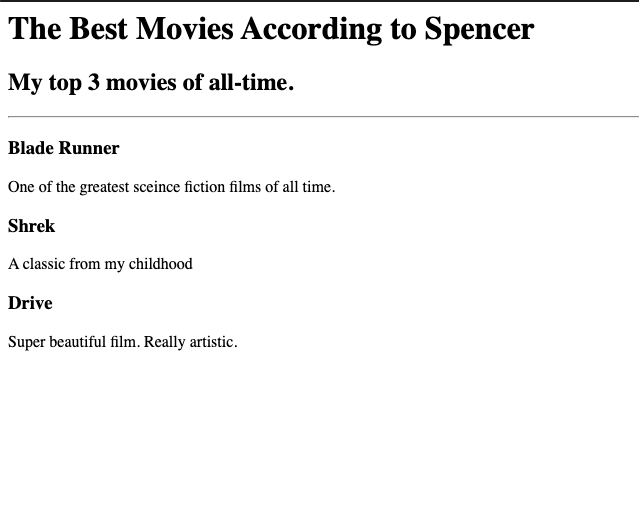 The Best Movies According to Spencer
My top 3 movies of all-time.
Blade Runner
One of the greatest sceince fiction films of all time.
Shrek
A classic from my childhood
Drive
Super beautiful film. Really artistic.